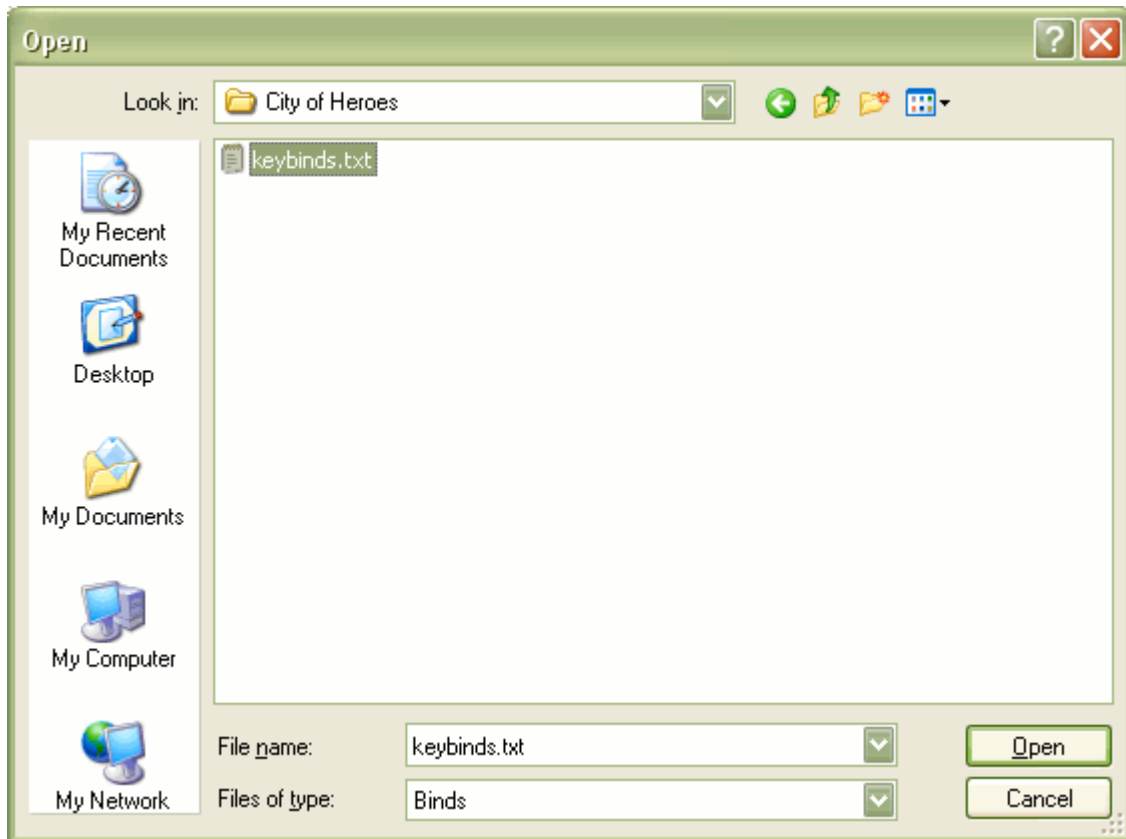 Open
Look in:
City of Heroes
keybinds.txt
My Recent
Documents
Desktop
My Documents
My Computer
My Network
File name:
keybinds.txt
Open
Files of type:
Binds
Cancel